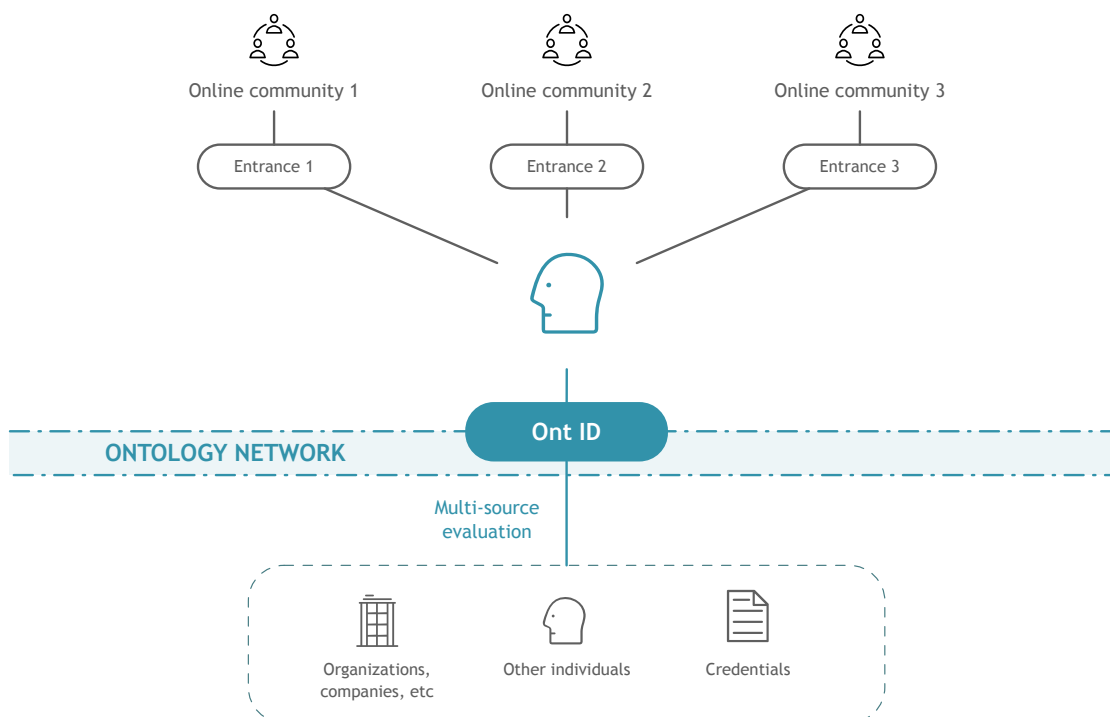 Online community 1
Online community 2
Online community 3
Entrance 1
Entrance 2
Entrance 3
Ont ID
ONTOLOGY NETWORK
Multi-source
evaluation
Organizations,
companies, etc
Other individuals
Credentials